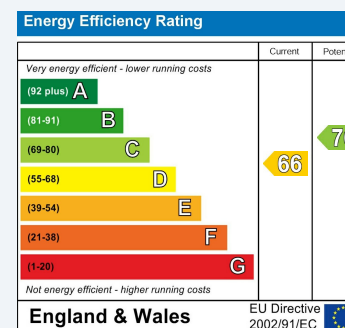 Energy Efficiency Rating
Current
Very energy efficient - lower running costs
(92 plus) A
(81-91) B
(69-80) C
(55-68) D
66
(39-54) E
(21-38) F
(1-20) G
Not energy efficient - higher running costs
England & Wales
EU Directive
2002/91/EC